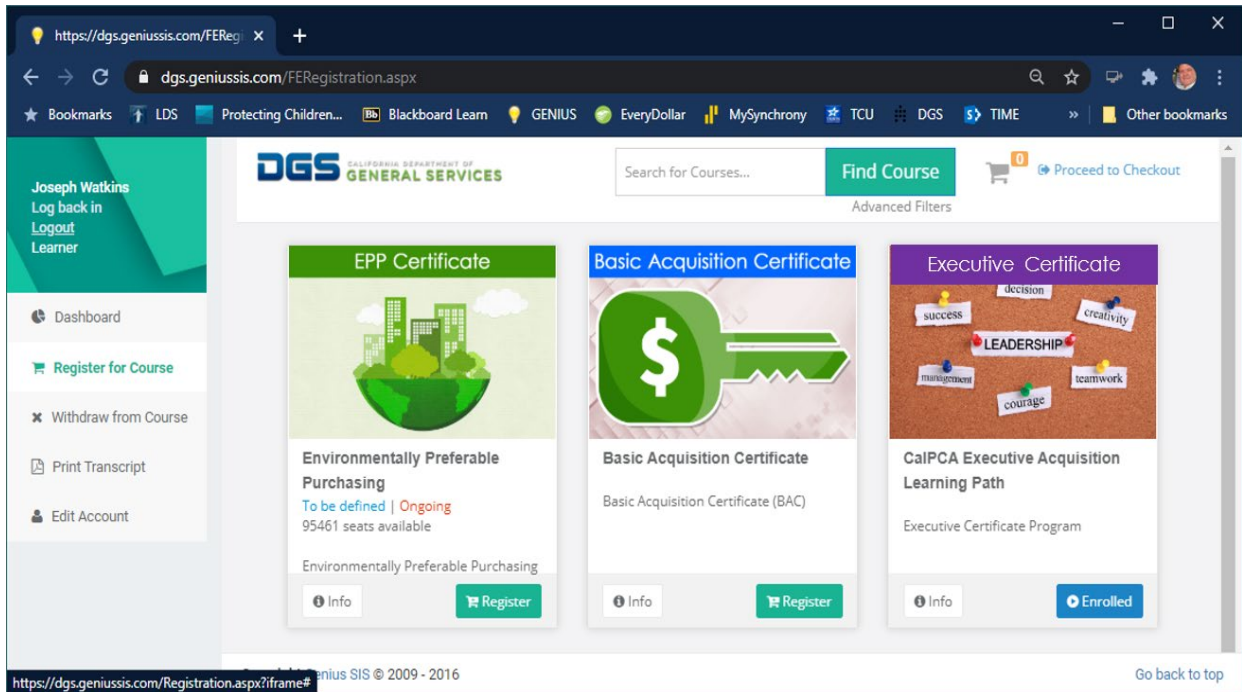 https://dgs.geniussis.com/FERegi
dgs.geniussis.com/FERegistration.aspx
Bookmarks LDS Protecting Children... Bb Blackboard Learn GENIUS EveryDollar MySynchrony TCU DGS TIME » Other bookmarks
Joseph Watkins
Log back in
Logout
Learner
Dashboard
Register for Course
Withdraw from Course
Print Transcript
Edit Account
DGS CALIFORNIA DEPARTMENT OF
GENERAL SERVICES
Search for Courses... Find Course 0 Proceed to Checkout
Advanced Filters
EPP Certificate
Environmentally Preferable
Purchasing
To be defined | Ongoing
95461 seats available
Environmentally Preferable Purchasing
Info Register
Basic Acquisition Certificate
$
Basic Acquisition Certificate
Basic Acquisition Certificate (BAC)
Info Register
Executive Certificate
decision
success creativity
LEADERSHIP
management teamwork
courage
CalPCA Executive Acquisition
Learning Path
Executive Certificate Program
Info Enrolled
enius SIS © 2009 - 2016 Go back to top
https://dgs.geniussis.com/Registration.aspx?iframe#